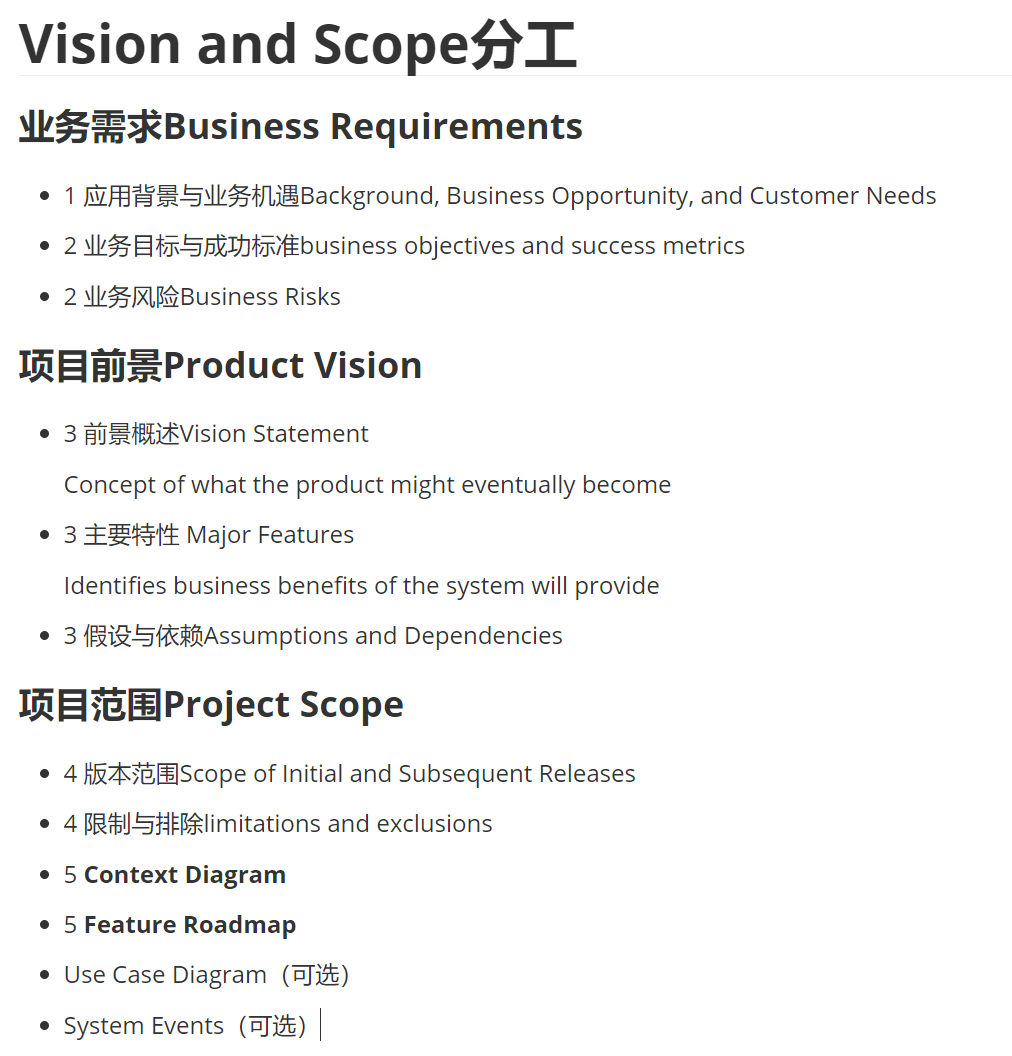 Vision and Scope分工
业务需求Business Requirements
1 应用背景与业务机遇Background, Business Opportunity, and Customer Needs
2 业务目标与成功标准business objectives and success metrics
2 业务风险Business Risks
项目前景Product Vision
3 前景概述Vision Statement
Concept of what the product might eventually become
3 主要特性 Major Features
Identifies business benefits of the system will provide
3 假设与依赖Assumptions and Dependencies
项目范围Project Scope
4 版本范围Scope of Initial and Subsequent Releases
4 限制与排除limitations and exclusions
5 Context Diagram
5 Feature Roadmap
Use Case Diagram（可选）
System Events（可选）